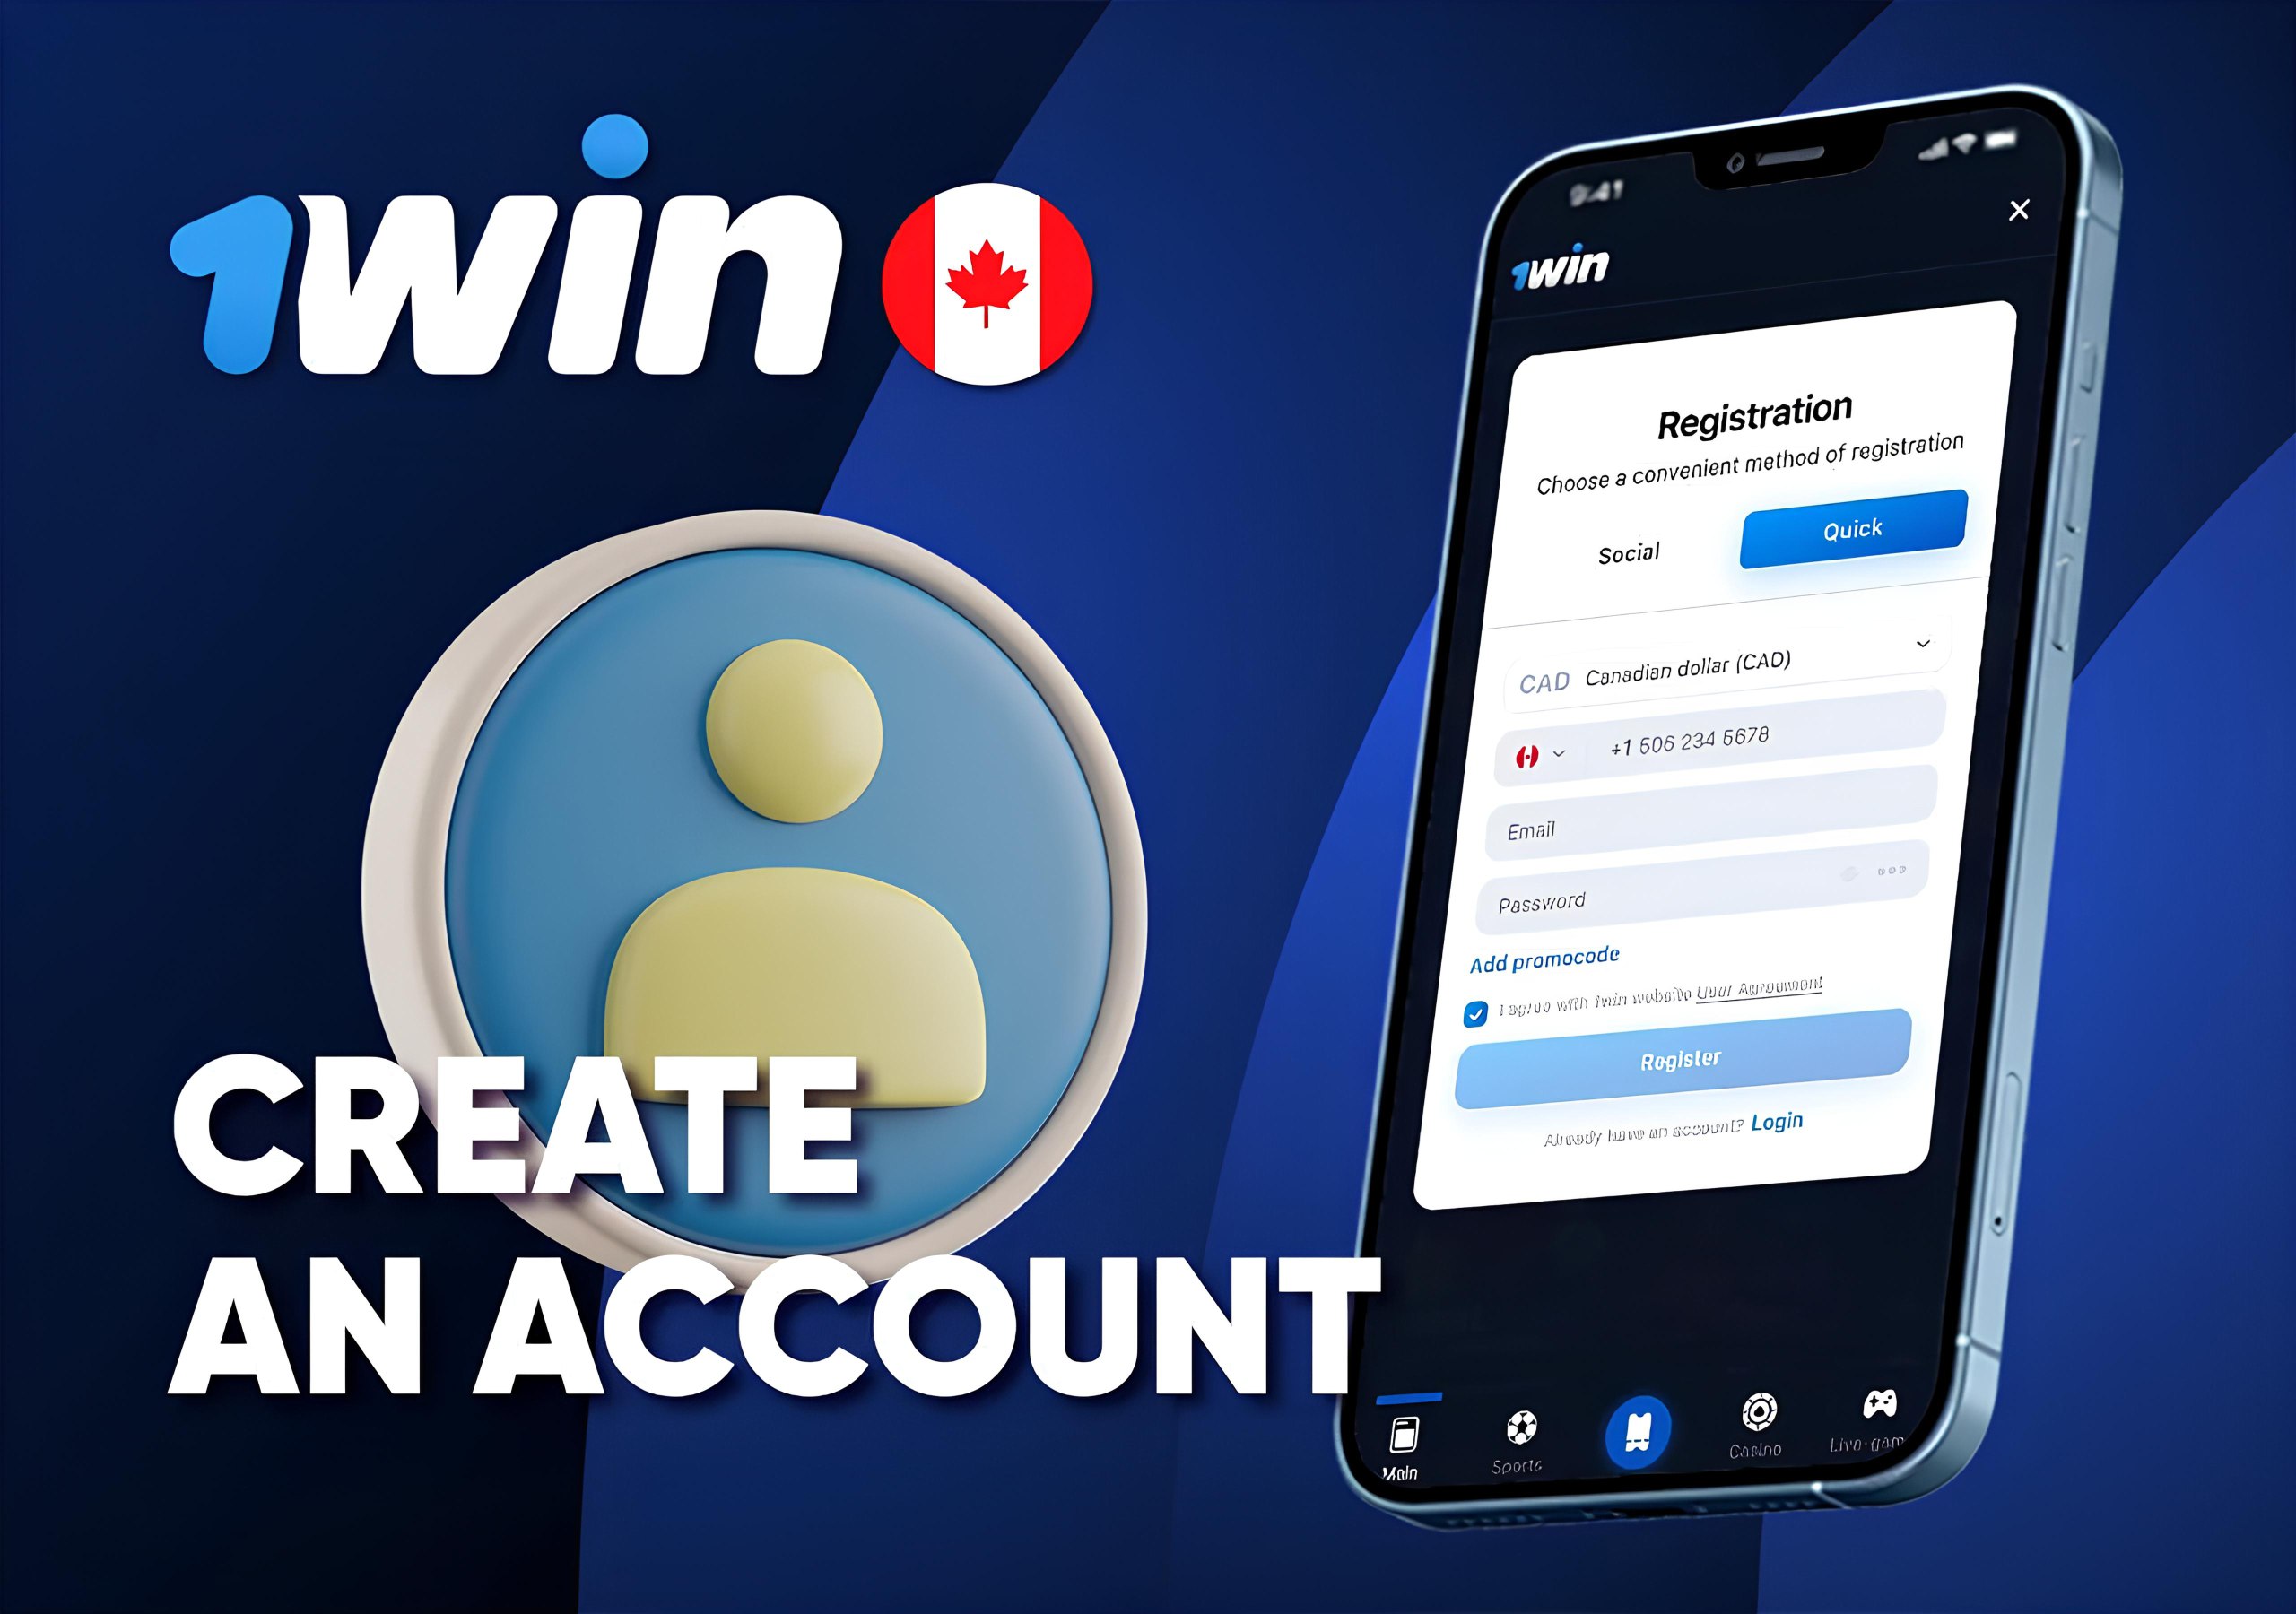 1win
CREATE
AN ACCOUNT
9:41
1win
Registration
Choose a convenient method of registration
Social
Quick
CAD Canadian dollar (CAD)
+1 506 234 5678
Email
Password
Add promocode
I agree with 1win website User Agreement
Register
Already have an account? Login
Main
Sports
Casino